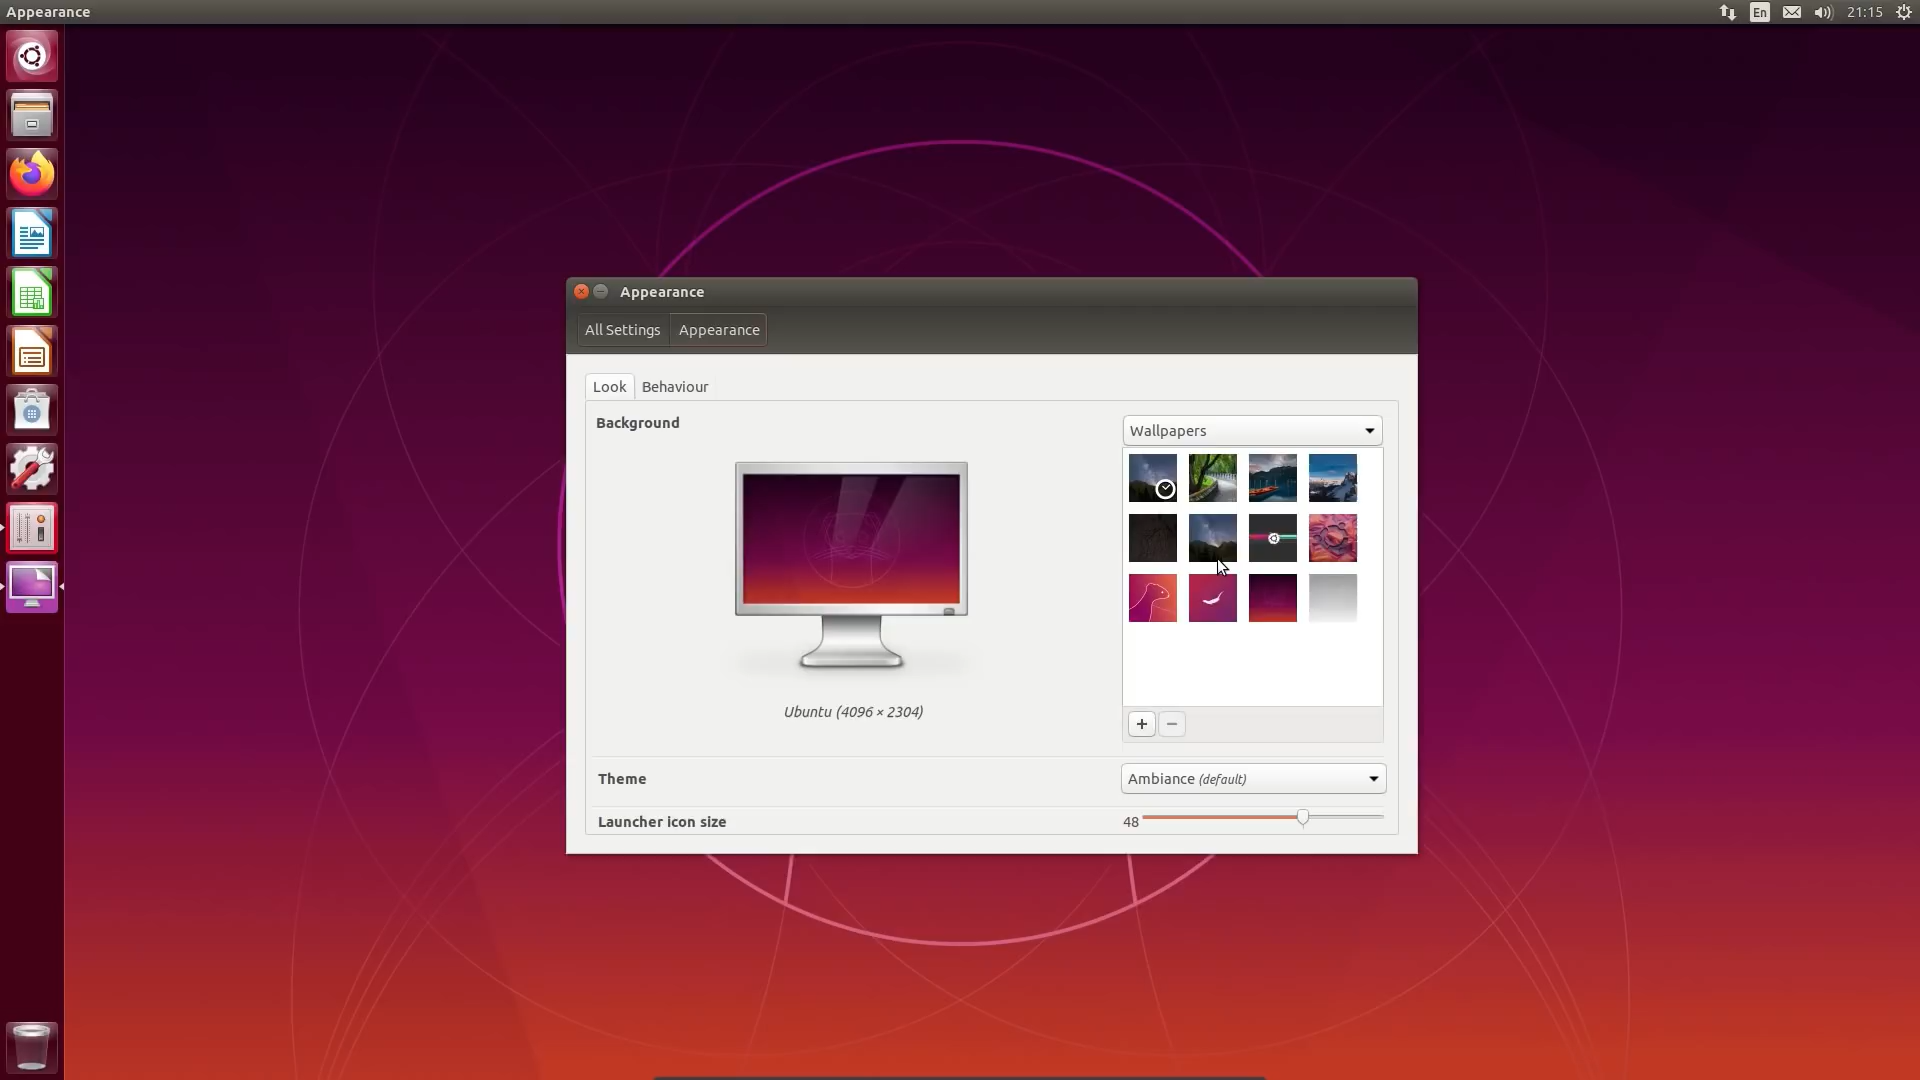 Appearance
En
21:15
Appearance
All Settings
Appearance
Look
Behaviour
Background
Wallpapers
Ubuntu (4096 × 2304)
Theme
Ambiance (default)
Launcher icon size
48